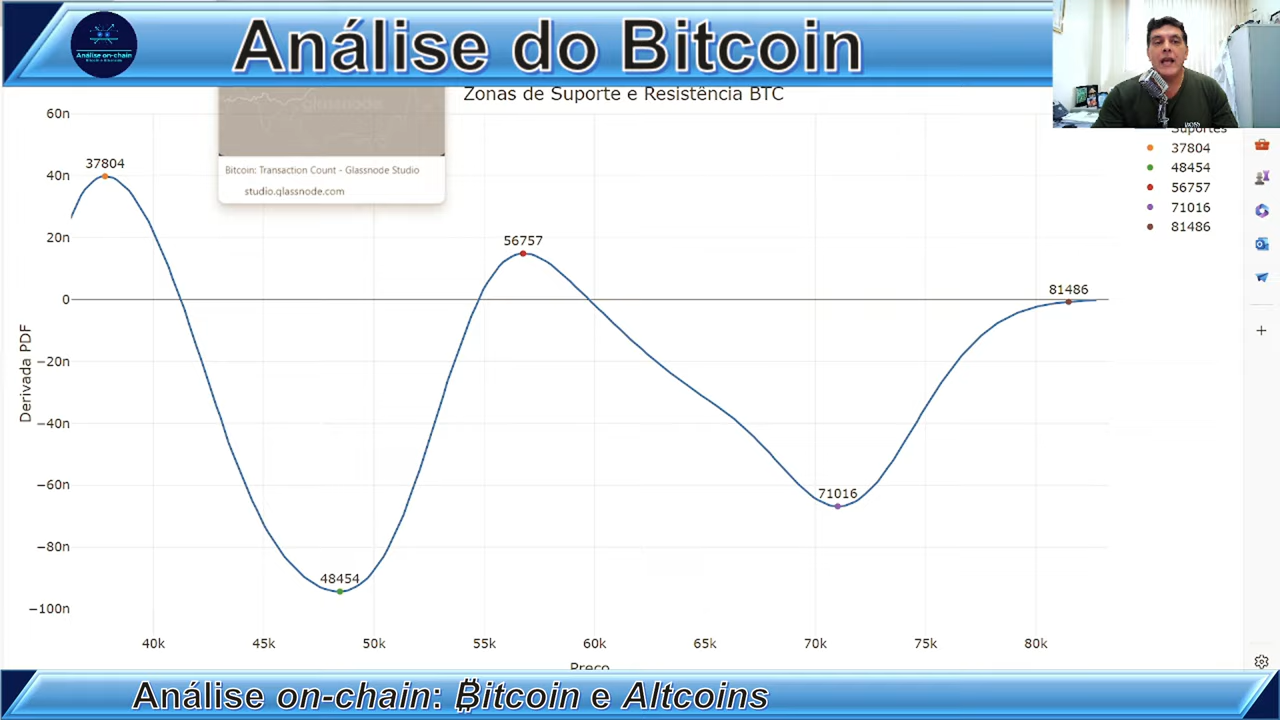 Análise do Bitcoin
Análise on-chain
Zonas de Suporte e Resistência BTC
glassnode
Bitcoin: Transaction Count - Glassnode Studio
studio.glassnode.com
Suportes
37804
48454
56757
71016
81486
60n
40n
20n
0
−20n
−40n
−60n
−80n
−100n
Derivada PDF
37804
48454
56757
71016
81486
40k
45k
50k
55k
60k
65k
70k
75k
80k
Preço
Análise on-chain: ₿itcoin e Altcoins